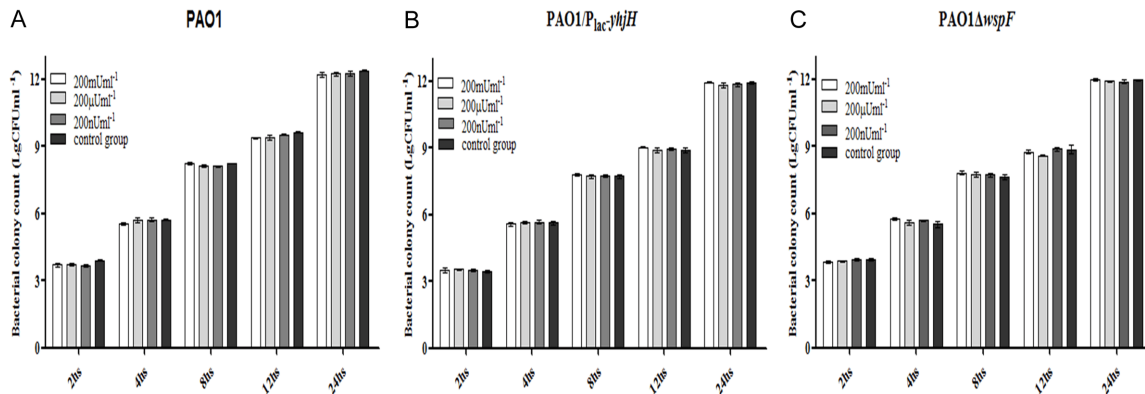 A
PAO1
Bacterial colony count (LgCFUml⁻¹)
12
9
6
3
0
200mUml⁻¹
200μUml⁻¹
200nUml⁻¹
control group
2hs
4hs
8hs
12hs
24hs
B
PAO1/Plac-yhjH
Bacterial colony count (LgCFUml⁻¹)
12
9
6
3
0
200mUml⁻¹
200μUml⁻¹
200nUml⁻¹
control group
2hs
4hs
8hs
12hs
24hs
C
PAO1ΔwspF
Bacterial colony count (LgCFUml⁻¹)
12
9
6
3
0
200mUml⁻¹
200μUml⁻¹
200nUml⁻¹
control group
2hs
4hs
8hs
12hs
24hs